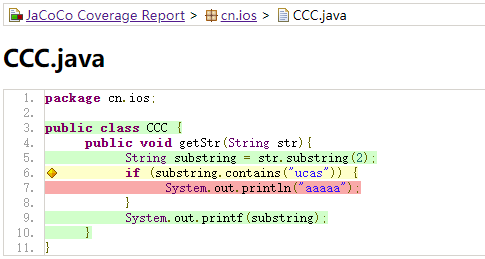 JaCoCo Coverage Report > cn.ios > CCC.java
CCC.java
1. package cn.ios;
2.
3. public class CCC {
4. public void getStr(String str){
5. String substring = str.substring(2);
6. if (substring.contains("ucas")) {
7. System.out.println("aaaaa");
8. }
9. System.out.printf(substring);
10. }
11. }